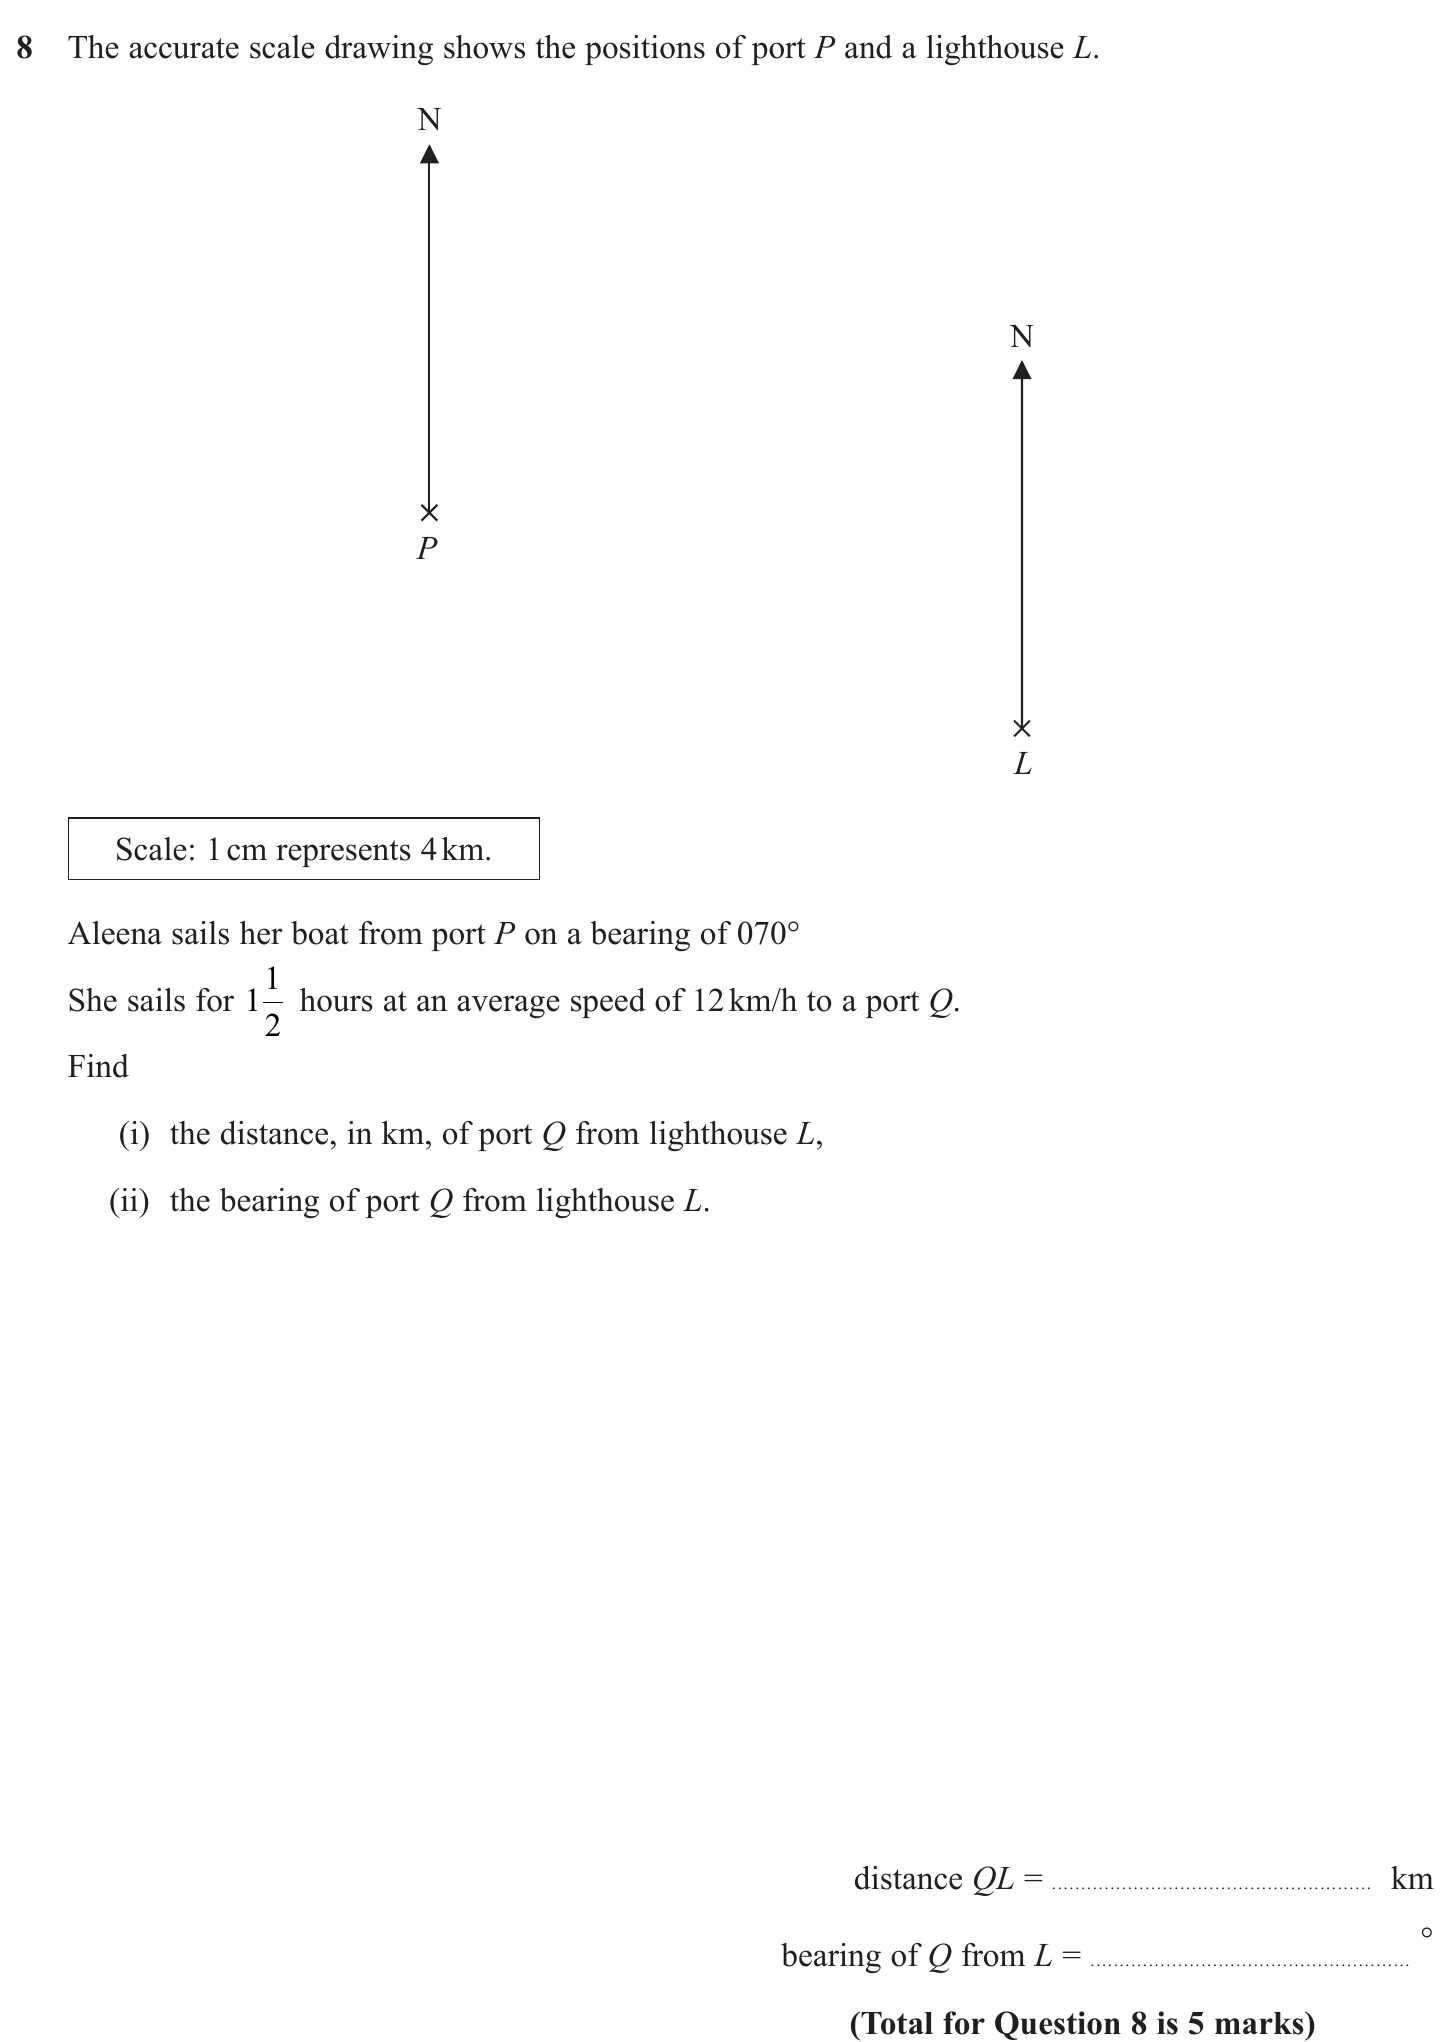 8 The accurate scale drawing shows the positions of port P and a lighthouse L.
N
N
P
L
Scale: 1 cm represents 4 km.
Aleena sails her boat from port P on a bearing of 070°
She sails for 1 1/2 hours at an average speed of 12 km/h to a port Q.
Find
(i) the distance, in km, of port Q from lighthouse L,
(ii) the bearing of port Q from lighthouse L.
distance QL = ........................................................ km
bearing of Q from L = ........................................................ °
(Total for Question 8 is 5 marks)